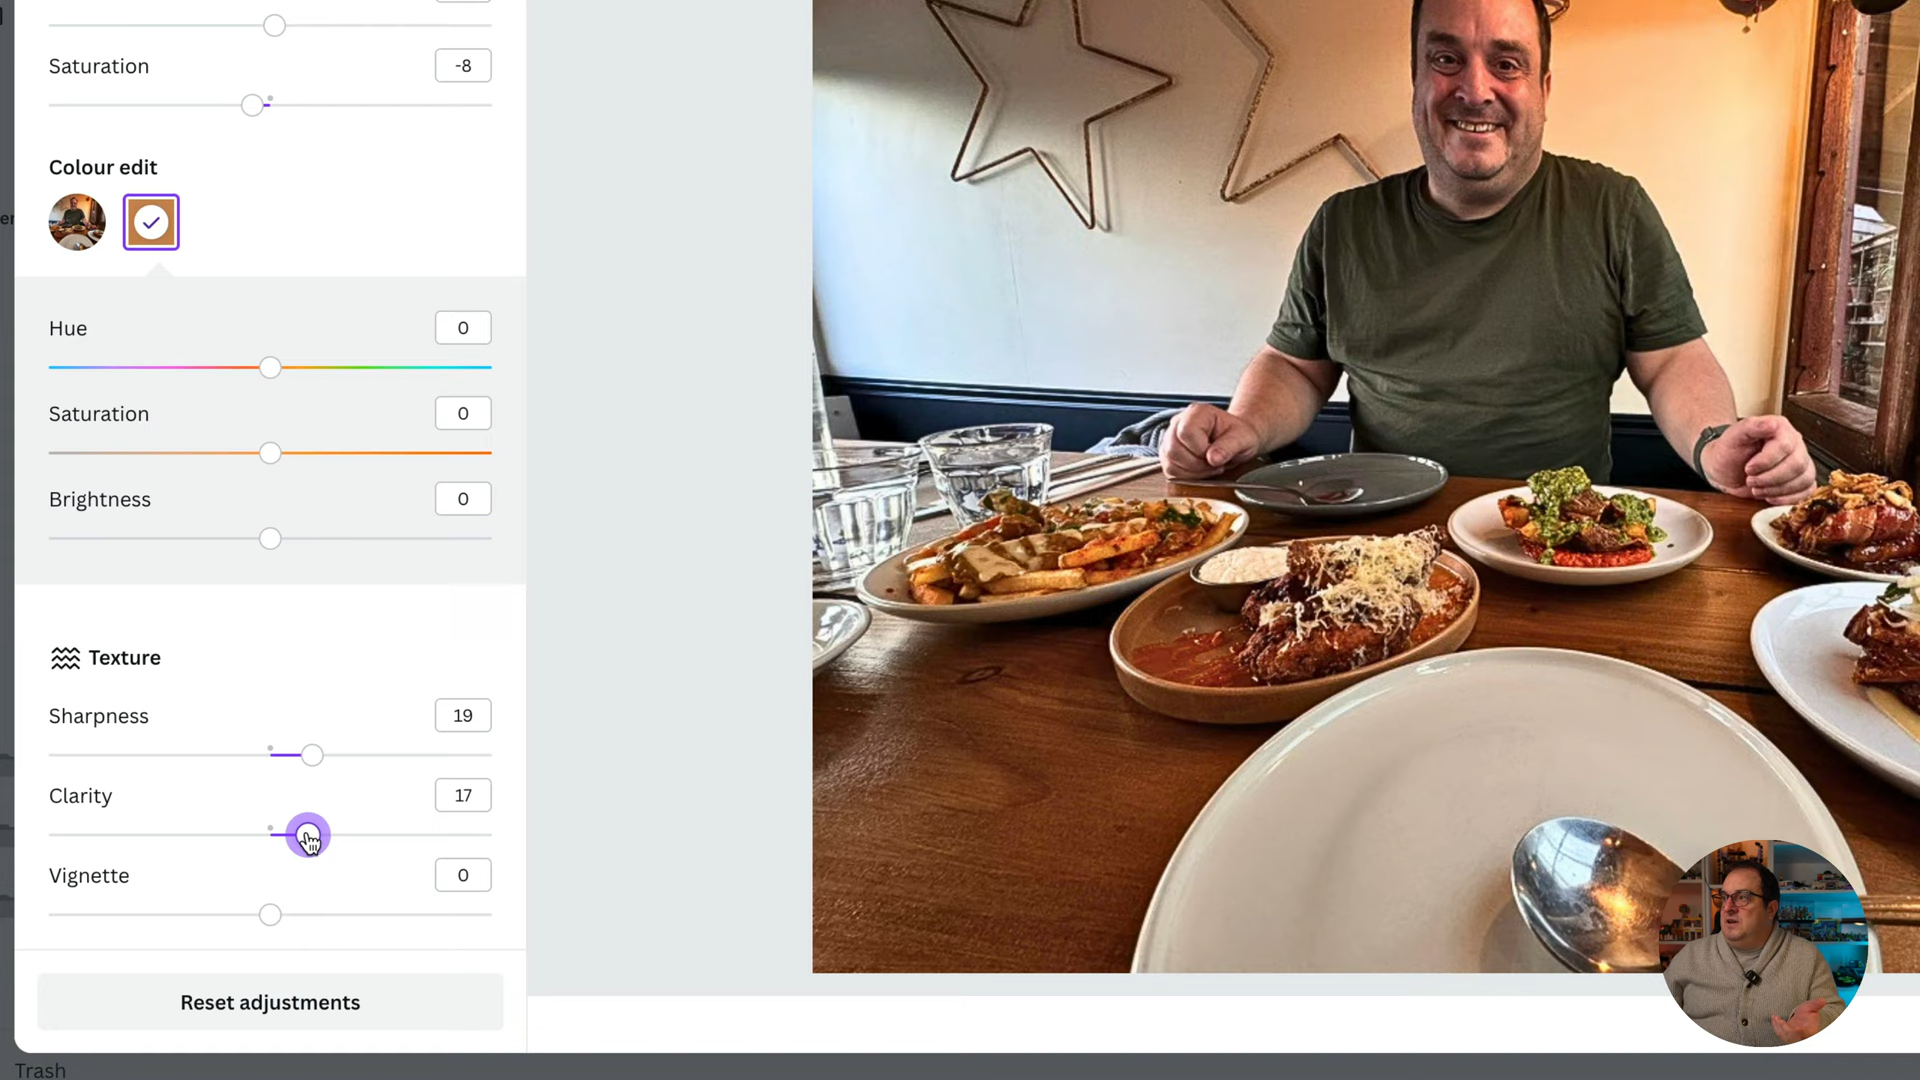 Saturation -8
Colour edit
er
Hue 0
Saturation 0
Brightness 0
Texture
Sharpness 19
Clarity 17
Vignette 0
Reset adjustments
Trash